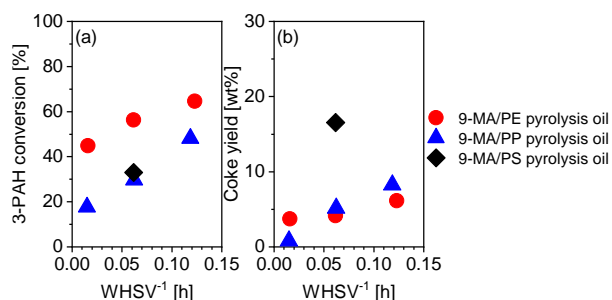 (a)
3-PAH conversion [%]
100
80
60
40
20
0
0.00 0.05 0.10 0.15
WHSV⁻¹ [h]
(b)
Coke yield [wt%]
30
20
10
0
0.00 0.05 0.10 0.15
WHSV⁻¹ [h]
9-MA/PE pyrolysis oil
9-MA/PP pyrolysis oil
9-MA/PS pyrolysis oil